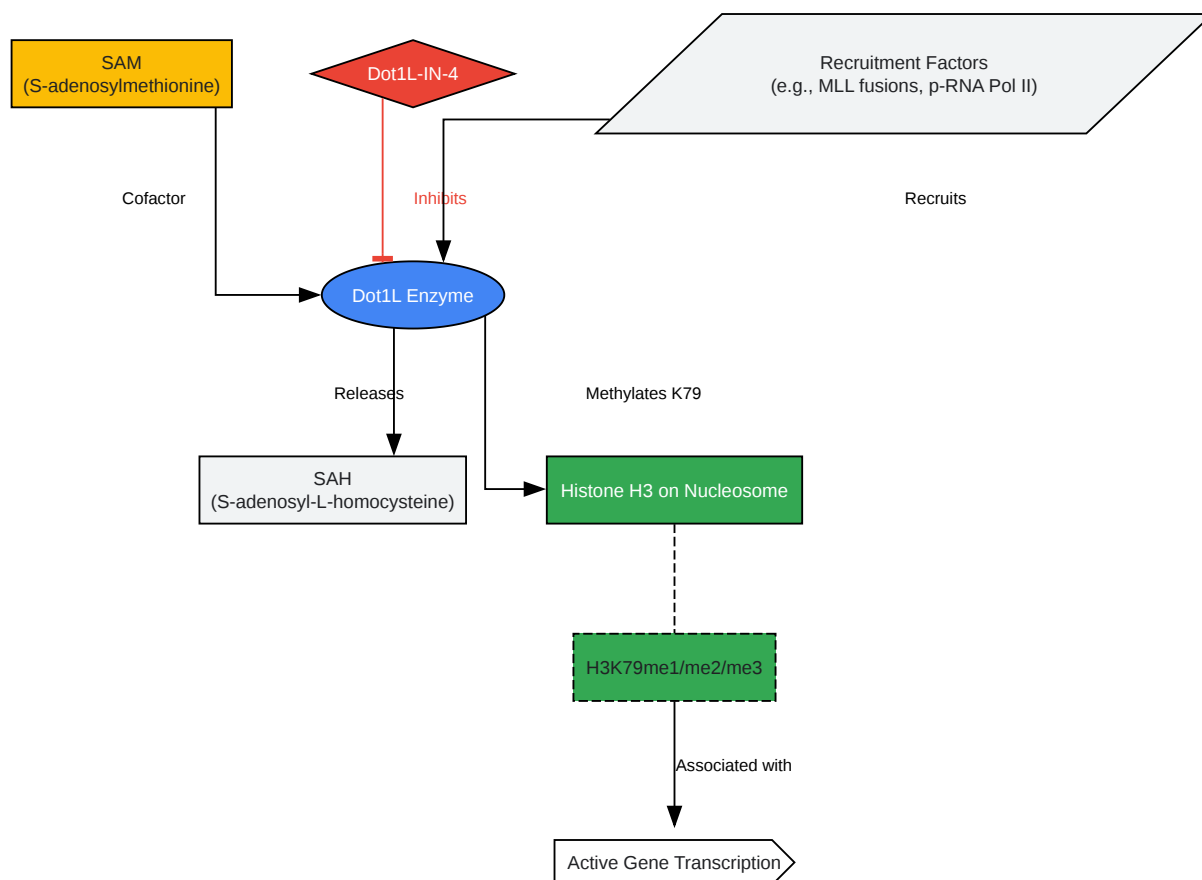 SAM
(S-adenosylmethionine)
Dot1L-IN-4
Recruitment Factors
(e.g., MLL fusions, p-RNA Pol II)
Cofactor
Inhibits
Recruits
Dot1L Enzyme
Releases
Methylates K79
SAH
(S-adenosyl-L-homocysteine)
Histone H3 on Nucleosome
H3K79me1/me2/me3
Associated with
Active Gene Transcription